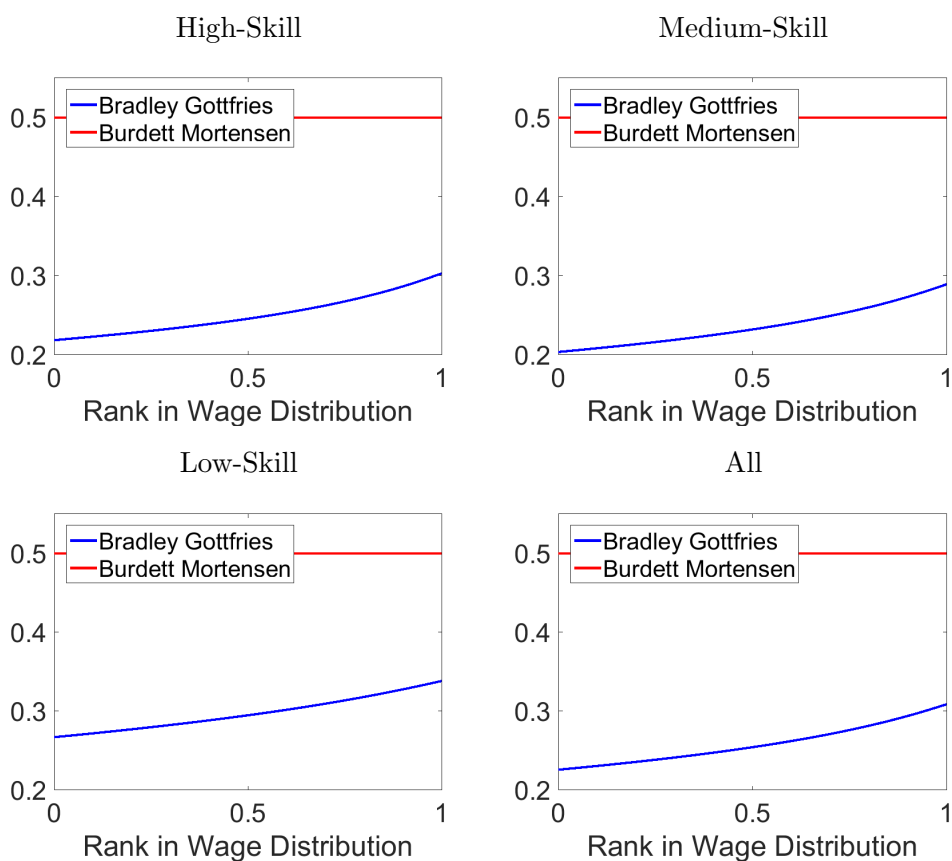 High-Skill
Bradley Gottfries
Burdett Mortensen
0.5
0.4
0.3
0.2
0
0.5
1
Rank in Wage Distribution
Medium-Skill
Bradley Gottfries
Burdett Mortensen
0.5
0.4
0.3
0.2
0
0.5
1
Rank in Wage Distribution
Low-Skill
Bradley Gottfries
Burdett Mortensen
0.5
0.4
0.3
0.2
0
0.5
1
Rank in Wage Distribution
All
Bradley Gottfries
Burdett Mortensen
0.5
0.4
0.3
0.2
0
0.5
1
Rank in Wage Distribution